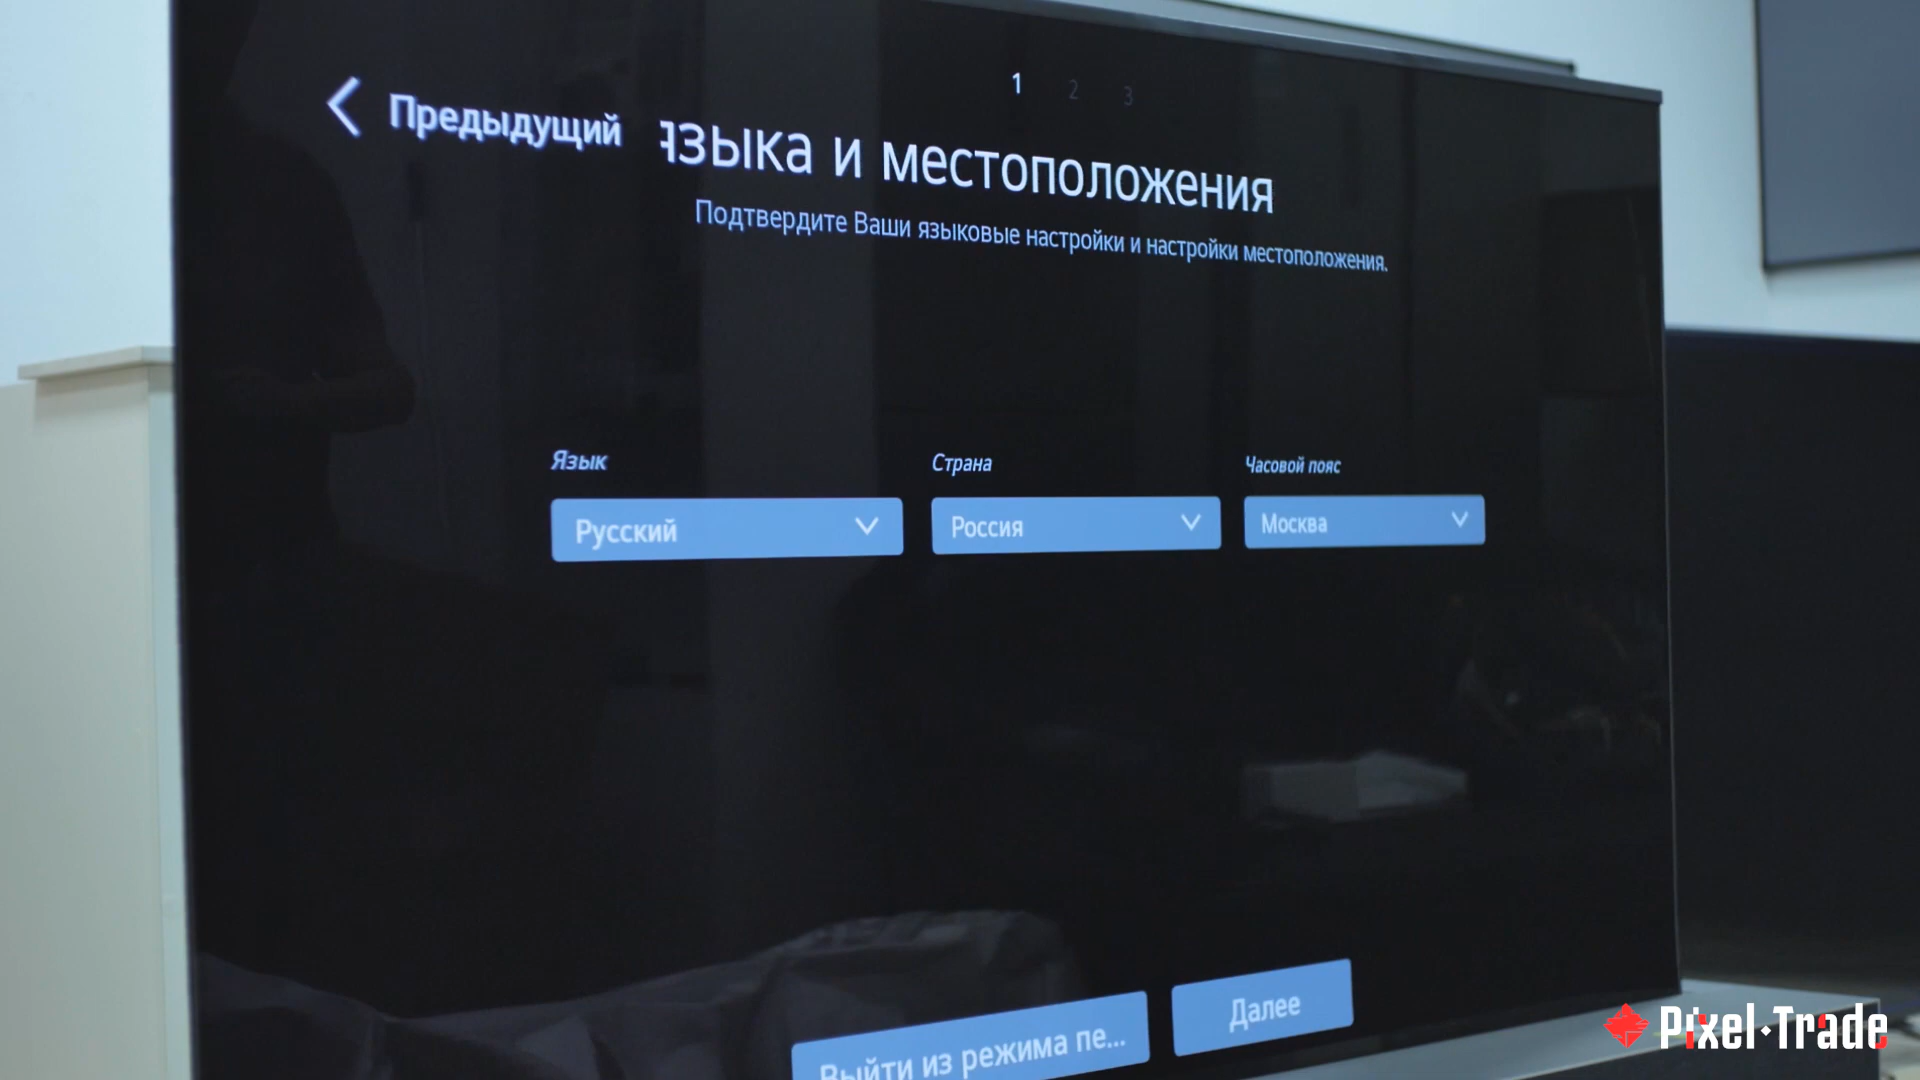 1 2 3
Предыдущий
языка и местоположения
Подтвердите Ваши языковые настройки и настройки местоположения.
Язык
Страна
Часовой пояс
Русский
Россия
Москва
Выйти из режима пе...
Далее
Pixel·Trade